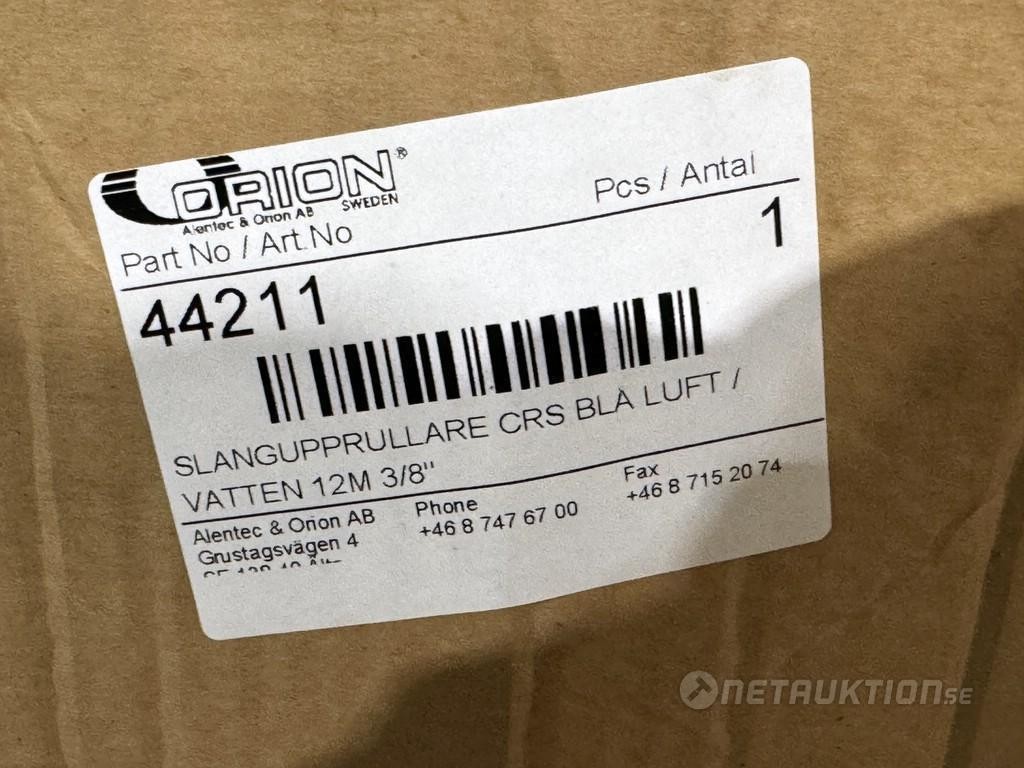 ORION®
Alentec & Orion AB SWEDEN
Part No / Art.No Pcs / Antal
44211 1
SLANGUPPRULLARE CRS BLÅ LUFT /
VATTEN 12M 3/8"
Alentec & Orion AB Phone Fax
Grustagsvägen 4 +46 8 747 67 00 +46 8 715 20 74
NETAUKTION.SE